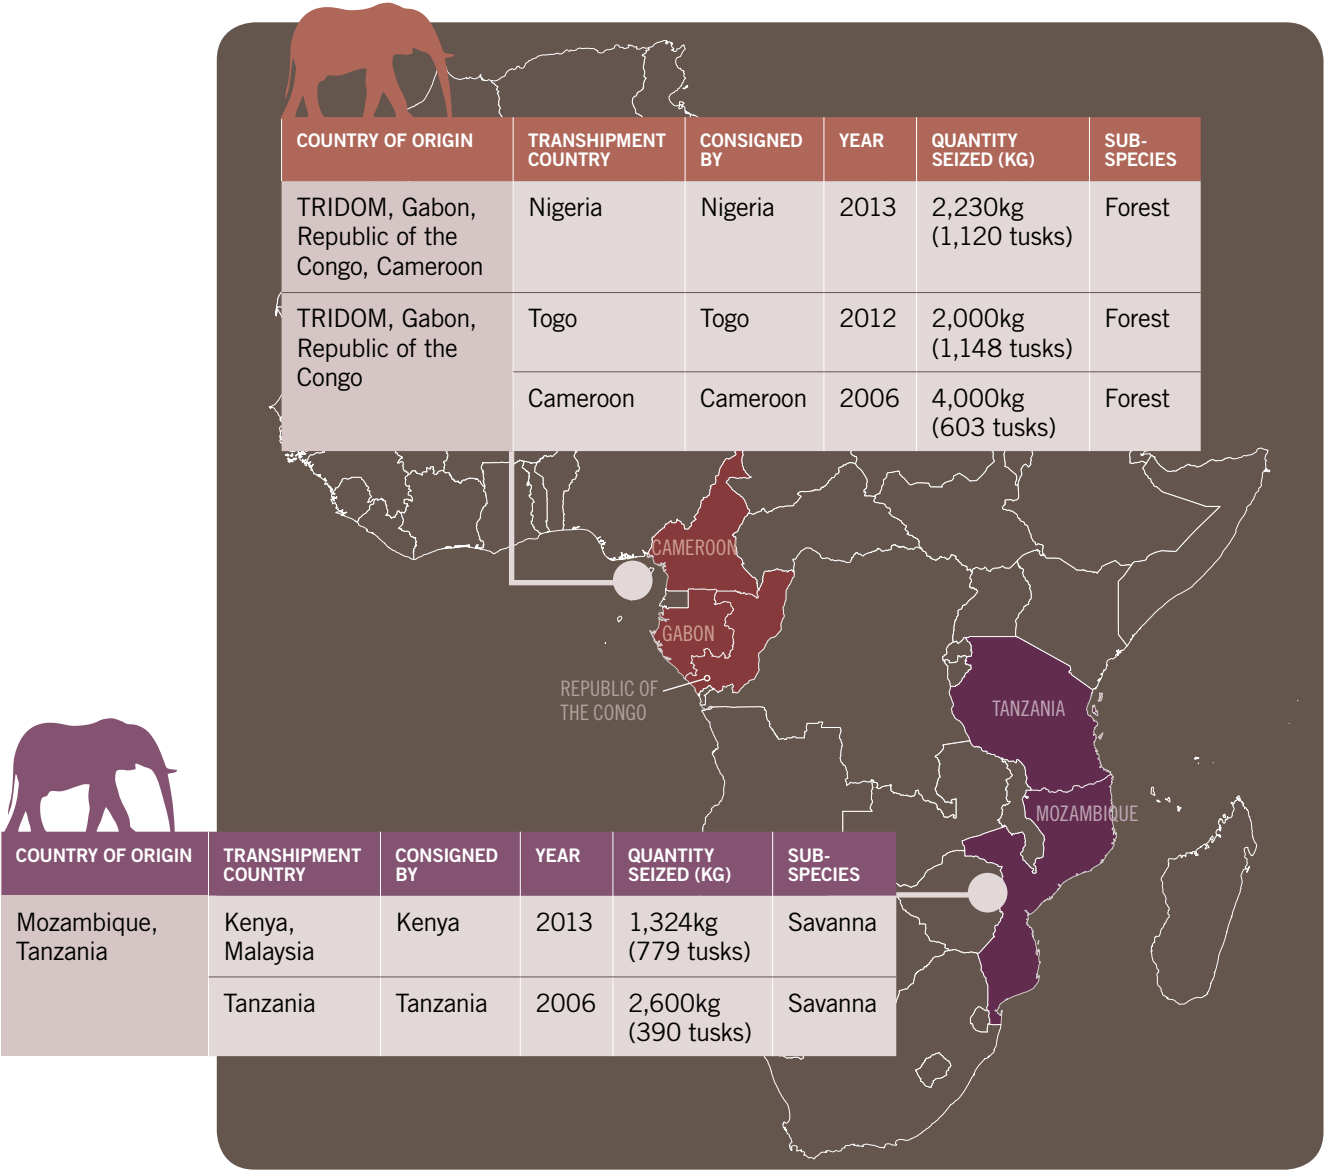 COUNTRY OF ORIGIN
TRANSHIPMENT
COUNTRY
CONSIGNED
BY
YEAR
QUANTITY
SEIZED (KG)
SUB-
SPECIES
TRIDOM, Gabon,
Republic of the
Congo, Cameroon
Nigeria
Nigeria
2013
2,230kg
(1,120 tusks)
Forest
TRIDOM, Gabon,
Republic of the
Congo
Togo
Togo
2012
2,000kg
(1,148 tusks)
Forest
Cameroon
Cameroon
2006
4,000kg
(603 tusks)
Forest
CAMEROON
GABON
REPUBLIC OF
THE CONGO
TANZANIA
MOZAMBIQUE
COUNTRY OF ORIGIN
TRANSHIPMENT
COUNTRY
CONSIGNED
BY
YEAR
QUANTITY
SEIZED (KG)
SUB-
SPECIES
Mozambique,
Tanzania
Kenya,
Malaysia
Kenya
2013
1,324kg
(779 tusks)
Savanna
Tanzania
Tanzania
2006
2,600kg
(390 tusks)
Savanna